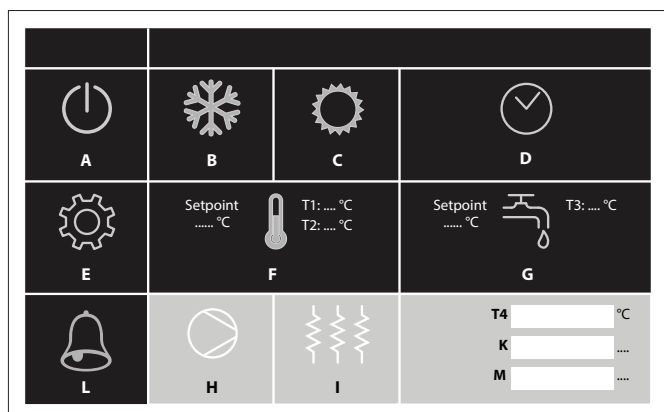 A
B
C
D
Setpoint
...... °C
T1: .... °C
T2: .... °C
Setpoint
...... °C
T3: .... °C
E
F
G
T4 °C
K ....
M ....
L
H
I